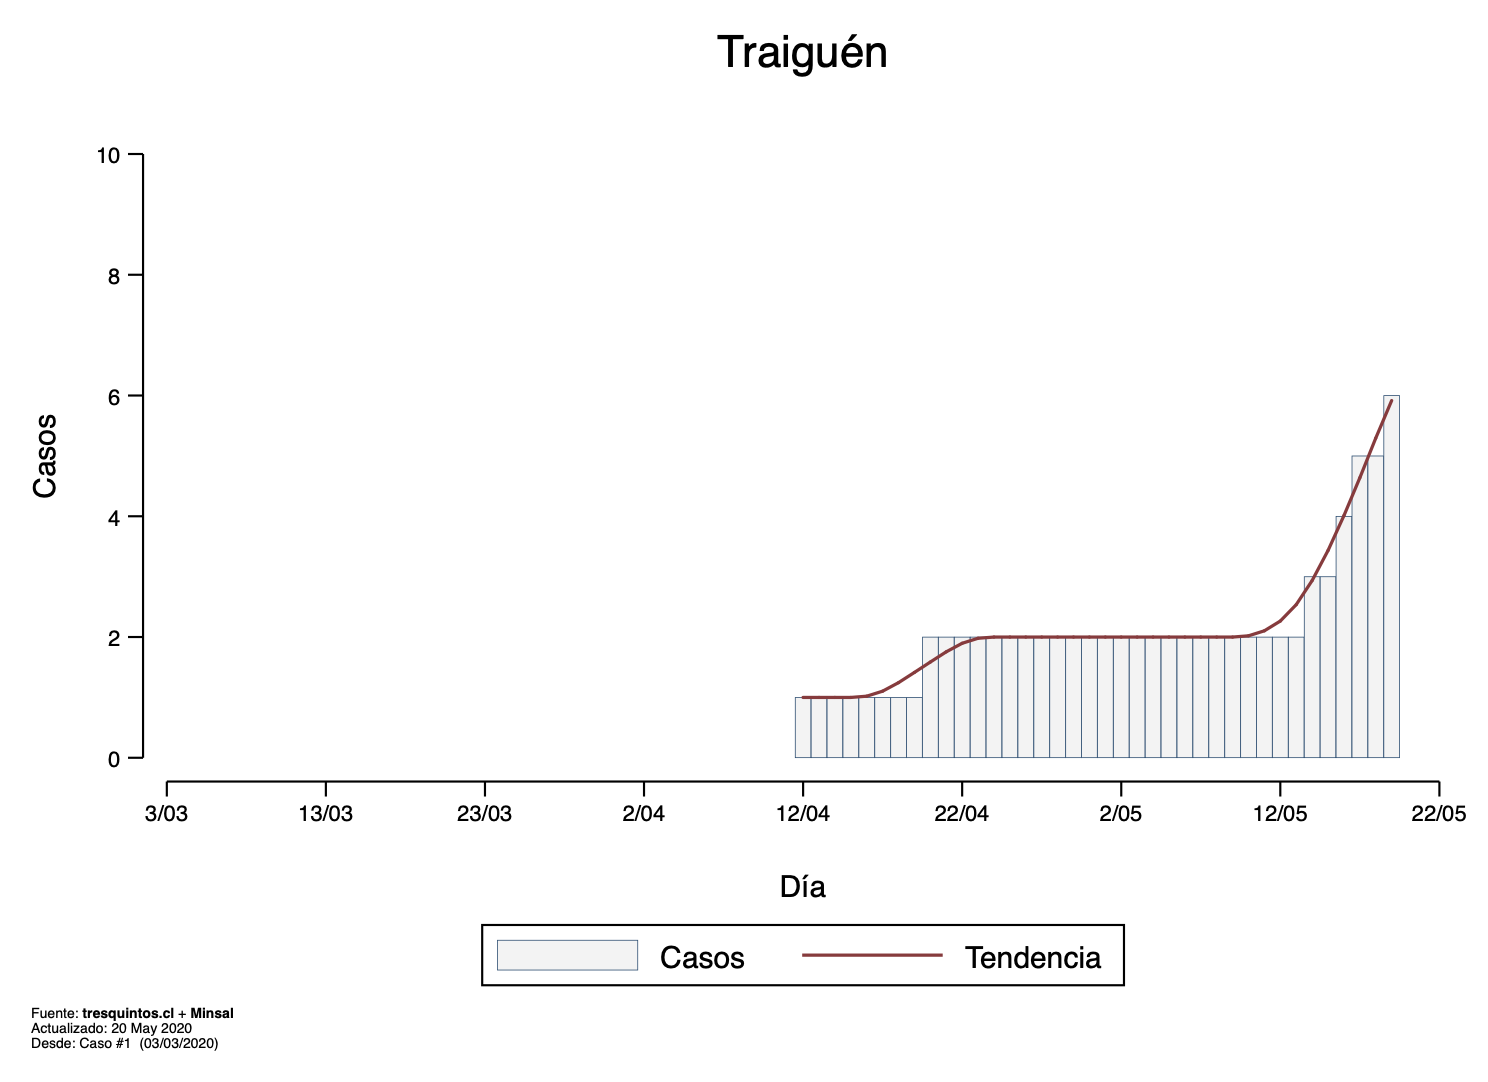 Traiguén
10
8
6
4
2
0
Casos
3/03 13/03 23/03 2/04 12/04 22/04 2/05 12/05 22/05
Día
Casos Tendencia
Fuente: tresquintos.cl + Minsal
Actualizado: 20 May 2020
Desde: Caso #1 (03/03/2020)